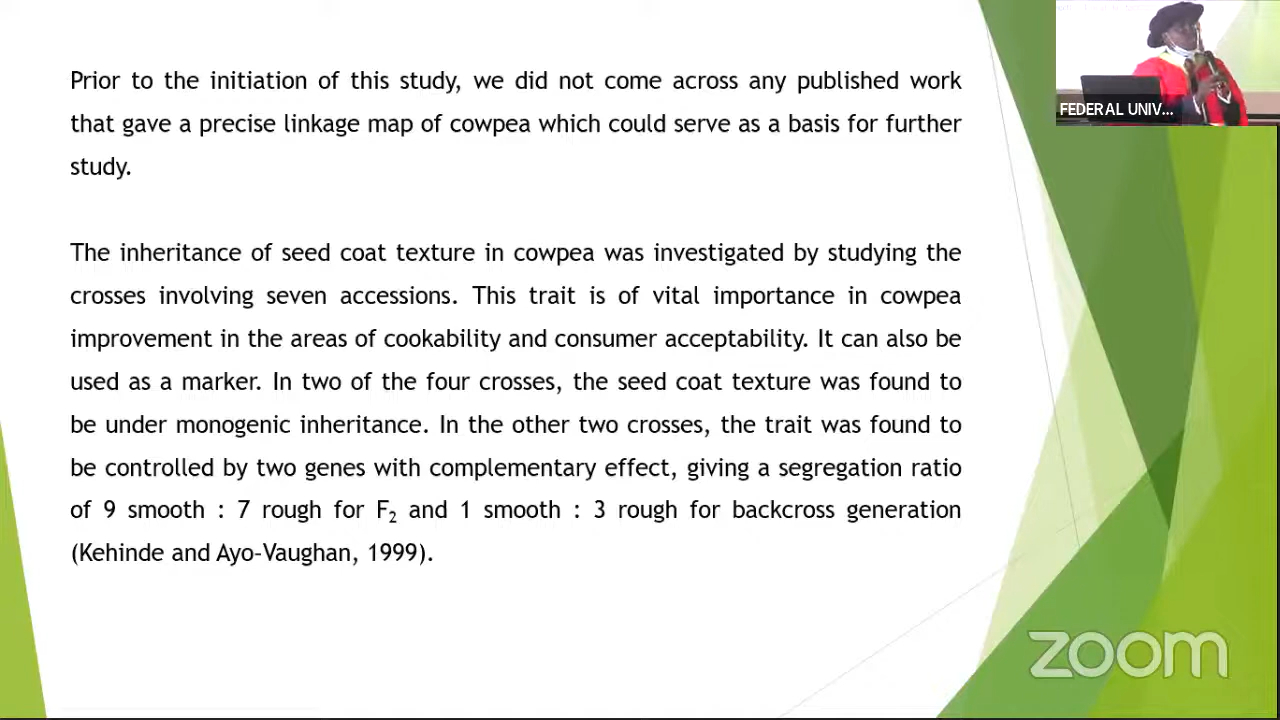 Prior to the initiation of this study, we did not come across any published work
that gave a precise linkage map of cowpea which could serve as a basis for further
study.
The inheritance of seed coat texture in cowpea was investigated by studying the
crosses involving seven accessions. This trait is of vital importance in cowpea
improvement in the areas of cookability and consumer acceptability. It can also be
used as a marker. In two of the four crosses, the seed coat texture was found to
be under monogenic inheritance. In the other two crosses, the trait was found to
be controlled by two genes with complementary effect, giving a segregation ratio
of 9 smooth : 7 rough for F₂ and 1 smooth : 3 rough for backcross generation
(Kehinde and Ayo-Vaughan, 1999).
FEDERAL UNIV...
zoom